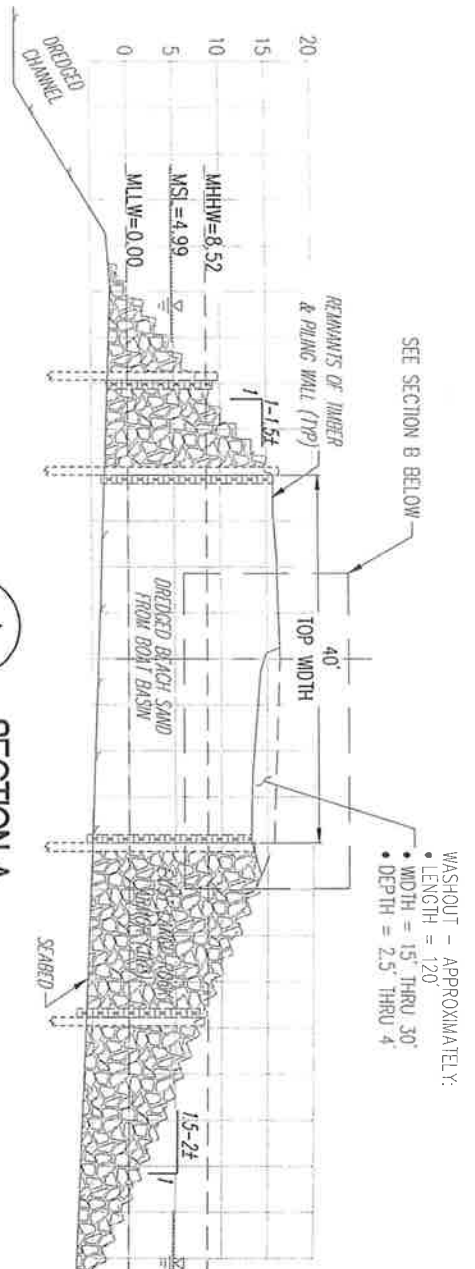 SEE SECTION B BELOW
WASHOUT - APPROXIMATELY:
• LENGTH = 120'
• WIDTH = 15' THRU 30'
• DEPTH = 2.5' THRU 4'
REMNANTS OF TIMBER
& PILING WALL (TYP)
40'
TOP WIDTH
20
15
10
5
0
MHHW=8.52
MSL=4.99
MLLW=0.00
1-1.5±
1
1.5-2±
1
DREDGED BEACH SAND
FROM BOAT BASIN
SEABED
DREDGED
CHANNEL
SECTION A